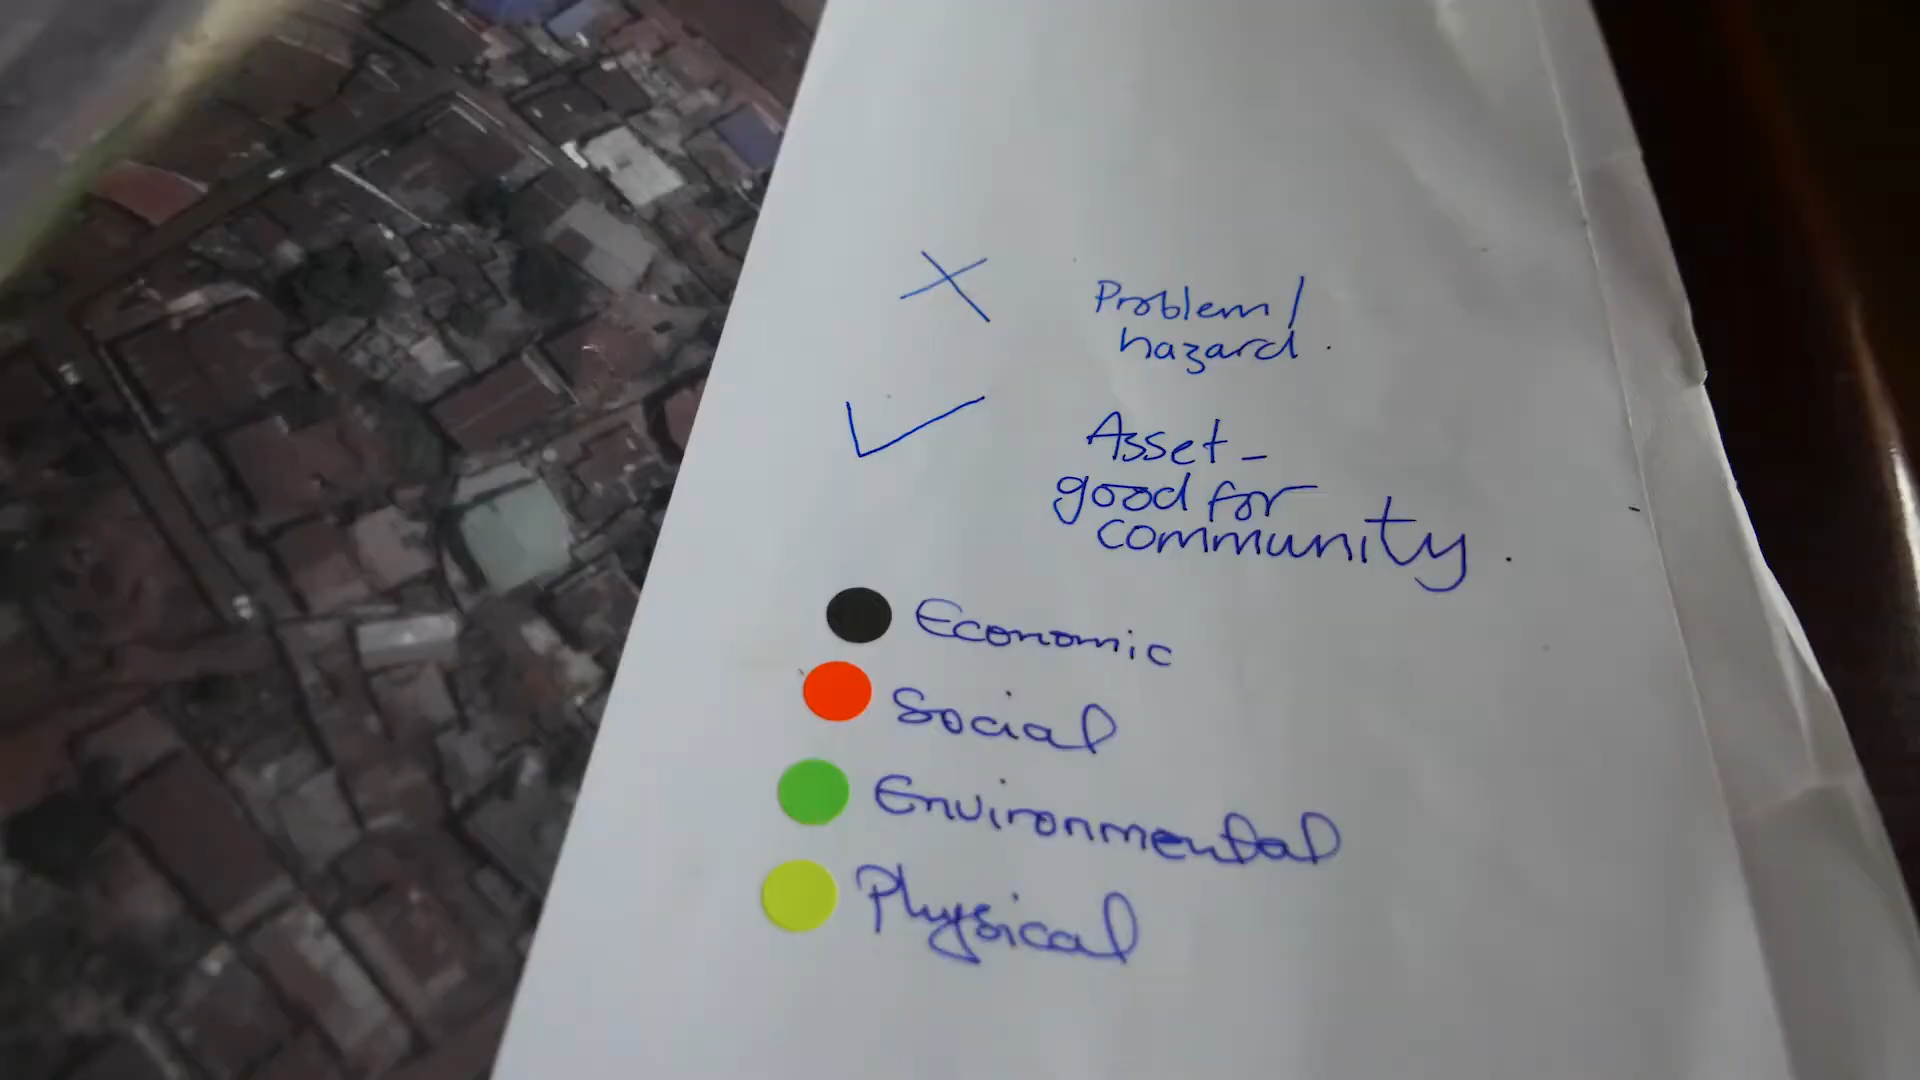 Problem/
hazard.
Asset-
good for
community.
Economic
Social
Environmental
Physical